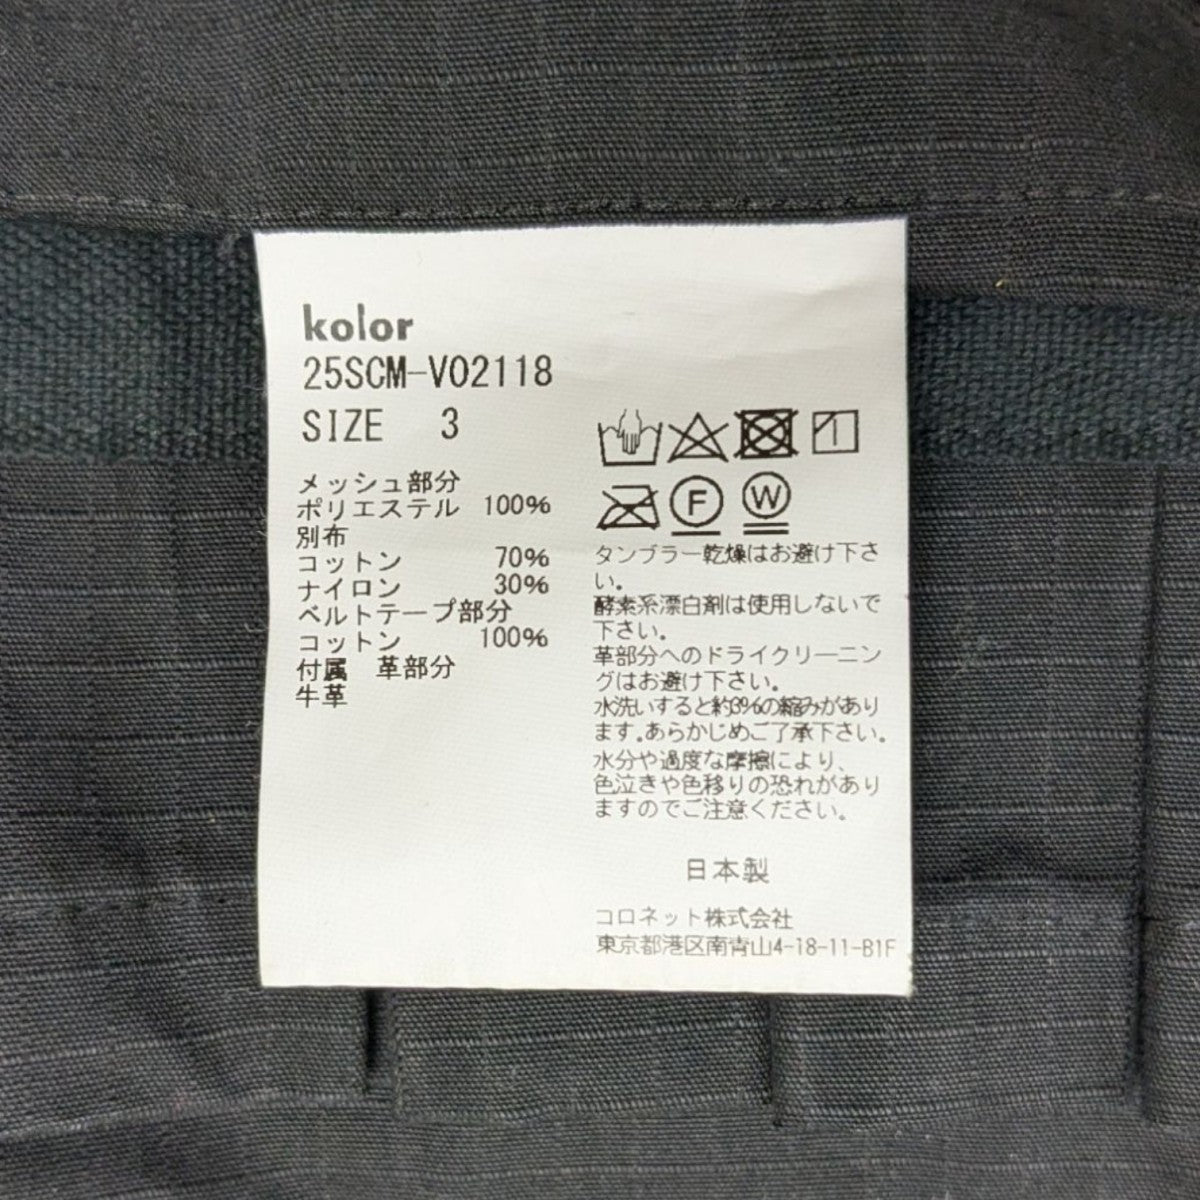 kolor
25SCM-V02118
SIZE 3
メッシュ部分
ポリエステル 100%
別布
コットン 70%
ナイロン 30%
ベルトテープ部分
コットン 100%
付属 革部分
牛革
F W
タンブラー乾燥はお避け下さ
い。
酵素系漂白剤は使用しないで
下さい。
革部分へのドライクリーニン
グはお避け下さい。
水洗いすると約3%の縮みがあり
ます。あらかじめご了承下さい。
水分や過度な摩擦により、
色泣きや色移りの恐れがあり
ますのでご注意ください。
日本製
コロネット株式会社
東京都港区南青山4-18-11-B1F